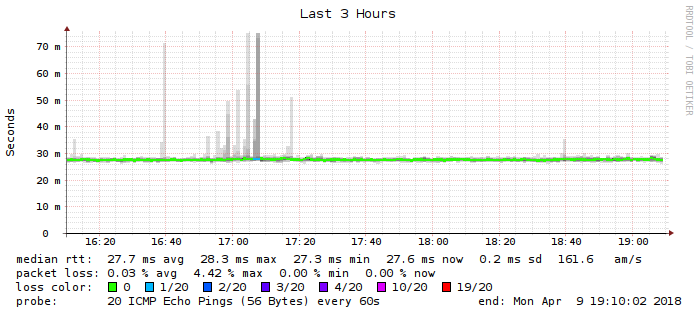 Last 3 Hours
RRDTOOL / TOBI OETIKER
Seconds
70 m
60 m
50 m
40 m
30 m
20 m
10 m
0
16:20 16:40 17:00 17:20 17:40 18:00 18:20 18:40 19:00
median rtt: 27.7 ms avg 28.3 ms max 27.3 ms min 27.6 ms now 0.2 ms sd 161.6 am/s
packet loss: 0.03 % avg 4.42 % max 0.00 % min 0.00 % now
loss color: 0 1/20 2/20 3/20 4/20 10/20 19/20
probe: 20 ICMP Echo Pings (56 Bytes) every 60s end: Mon Apr 9 19:10:02 2018